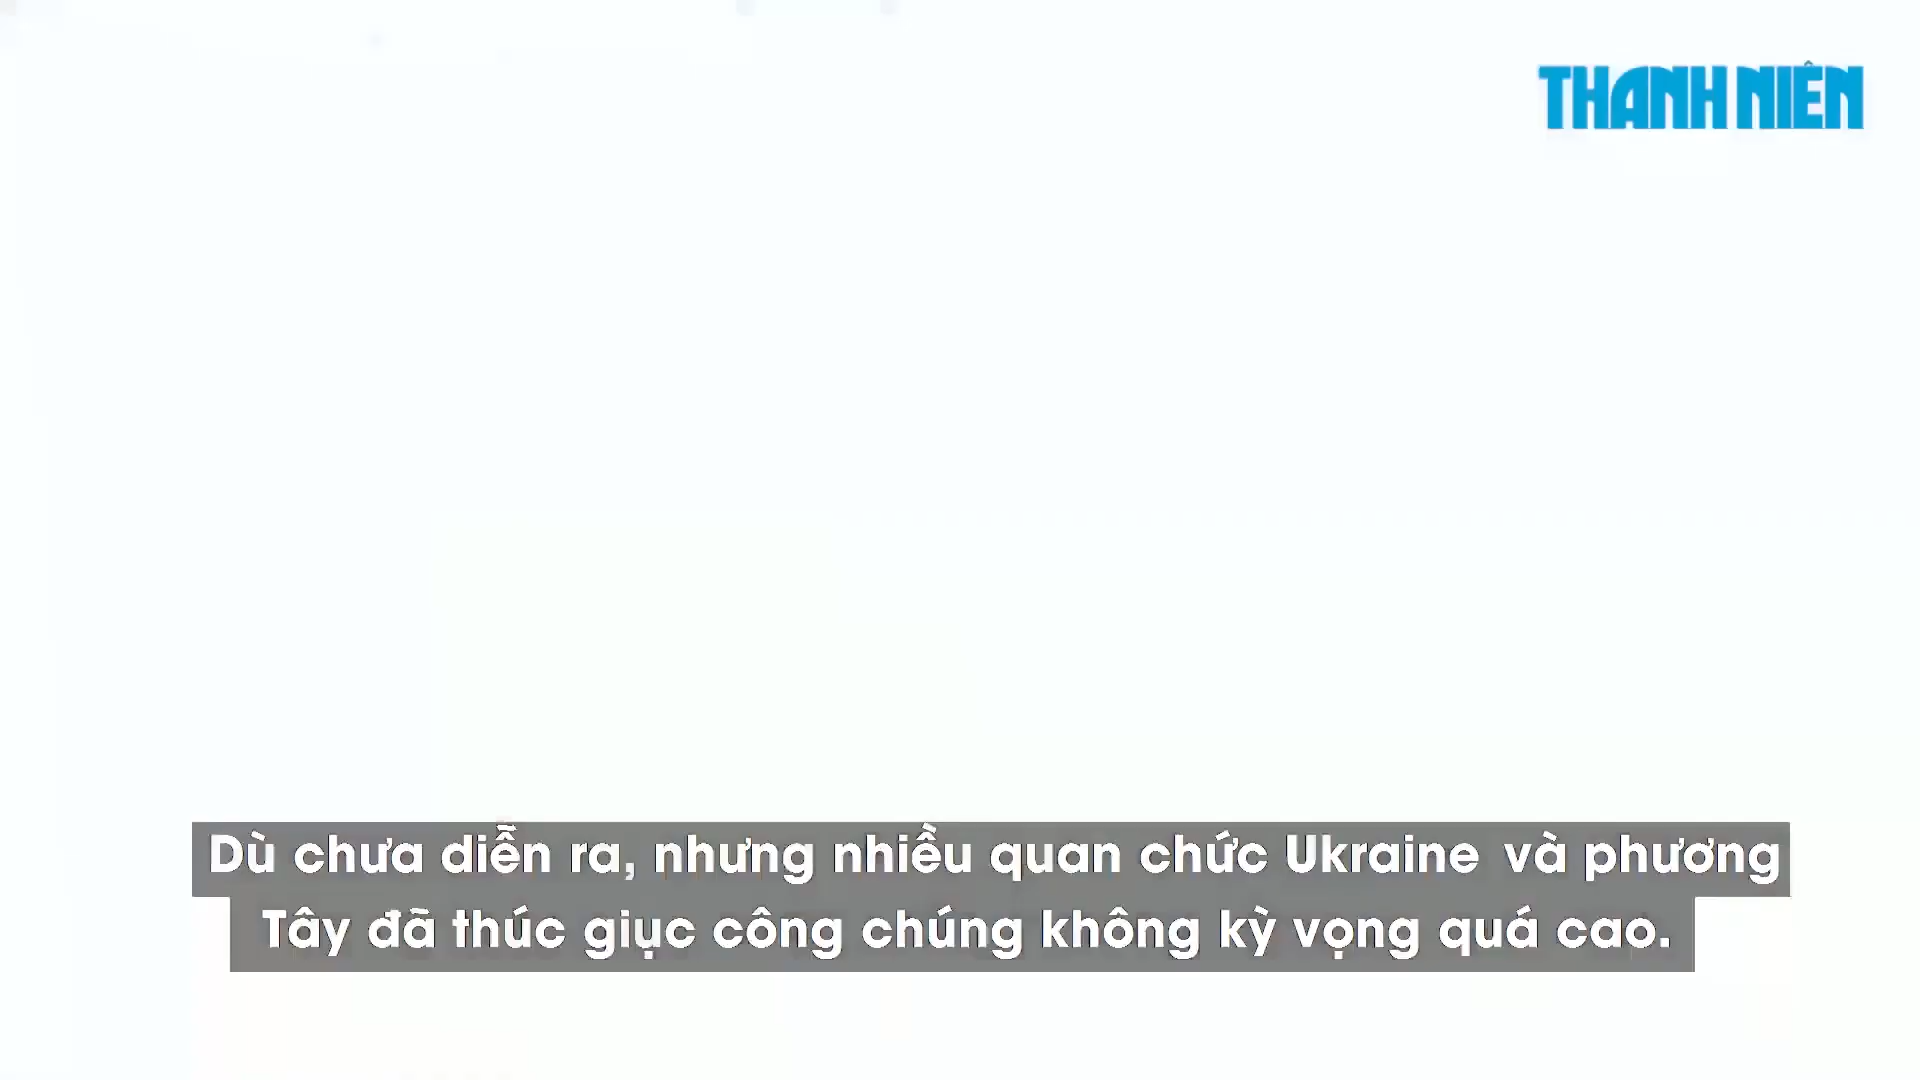 THANH NIÊN
Dù chưa diễn ra, nhưng nhiều quan chức Ukraine và phương
Tây đã thúc giục công chúng không kỳ vọng quá cao.